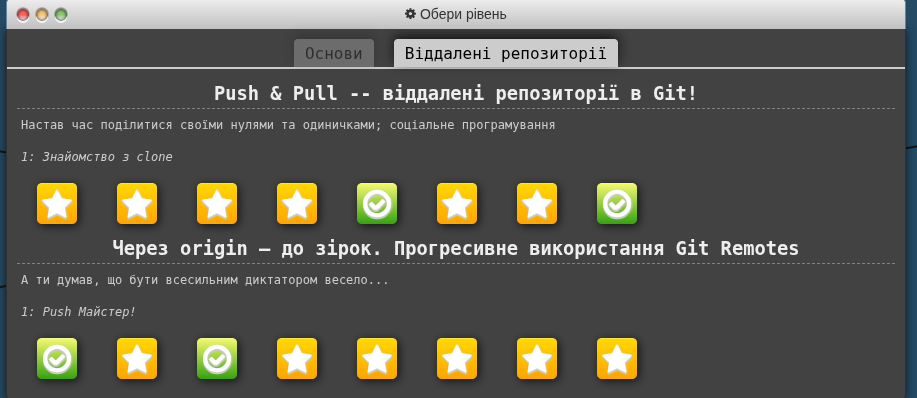 Обери рівень
Основи
Віддалені репозиторії
Push & Pull -- віддалені репозиторії в Git!
Настав час поділитися своїми нулями та одиничками; соціальне програмування
1: Знайомство з clone
Через origin – до зірок. Прогресивне використання Git Remotes
А ти думав, що бути всесильним диктатором весело...
1: Push Майстер!